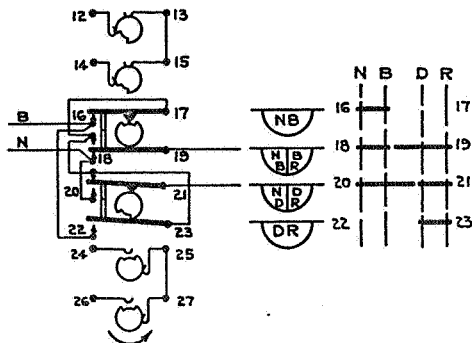 12 13
14 15
N B D R
16 17 NB 16 17
B
N
18 19 N B B R 18 19
20 21 N D D R 20 21
22 23 DR 22 23
24 25
26 27